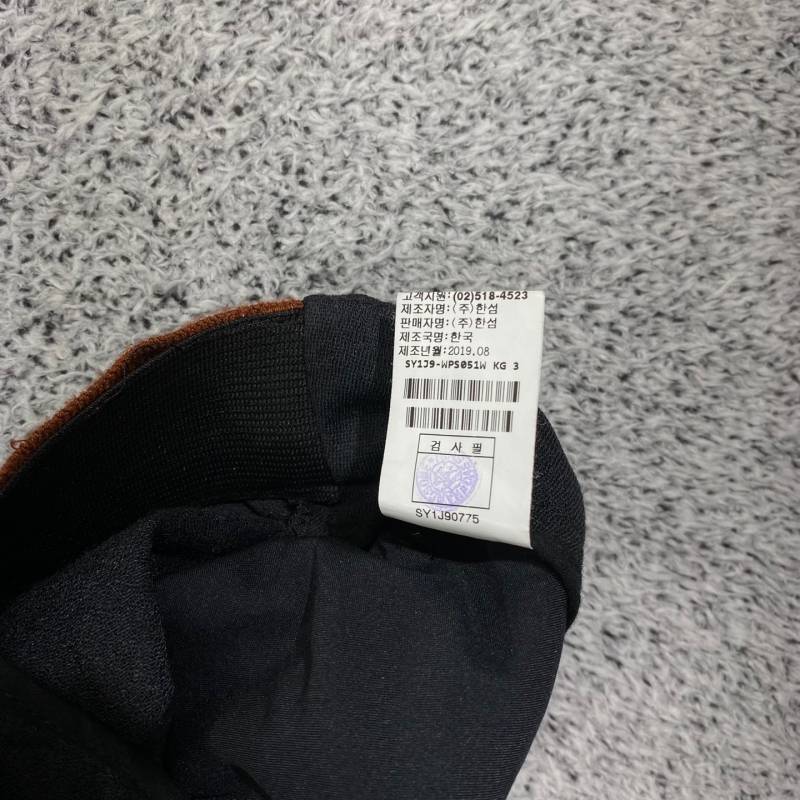 고객지원:(02)518-4523
제조자명:(주)한섬
판매자명:(주)한섬
제조국명:한국
제조년월:2019.08
SY1J9-WPS051W KG 3
검 사 필
SY1J90775